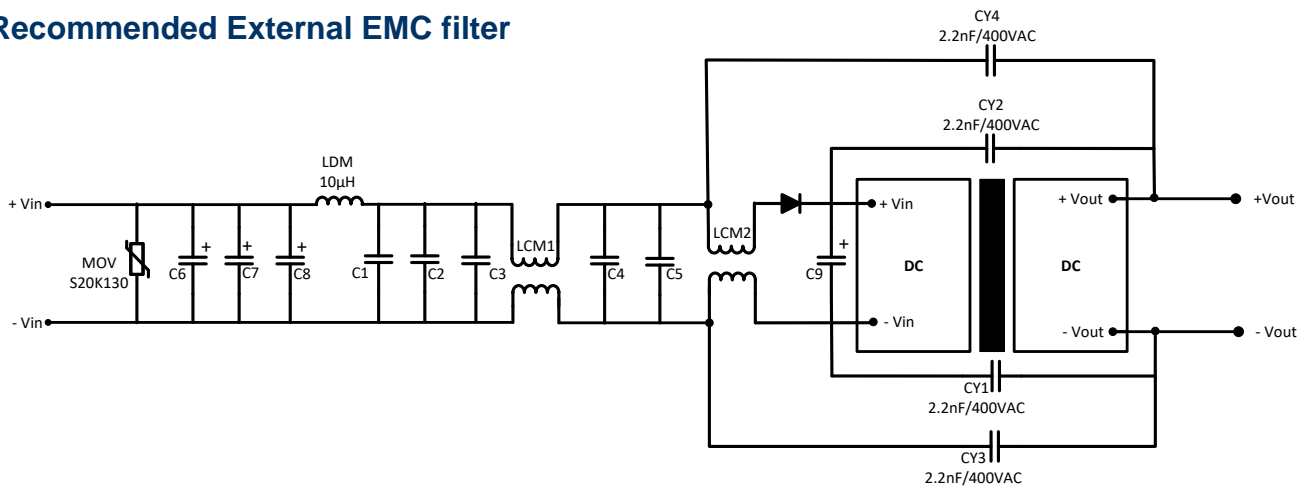 Recommended External EMC filter
CY4
2.2nF/400VAC
CY2
2.2nF/400VAC
LDM
10µH
+ Vin
MOV
S20K130
C6
+
C7
+
C8
+
C1
C2
C3
LCM1
C4
C5
LCM2
C9
+
+ Vin
DC
- Vin
+ Vout
DC
- Vout
+Vout
- Vout
- Vin
CY1
2.2nF/400VAC
CY3
2.2nF/400VAC